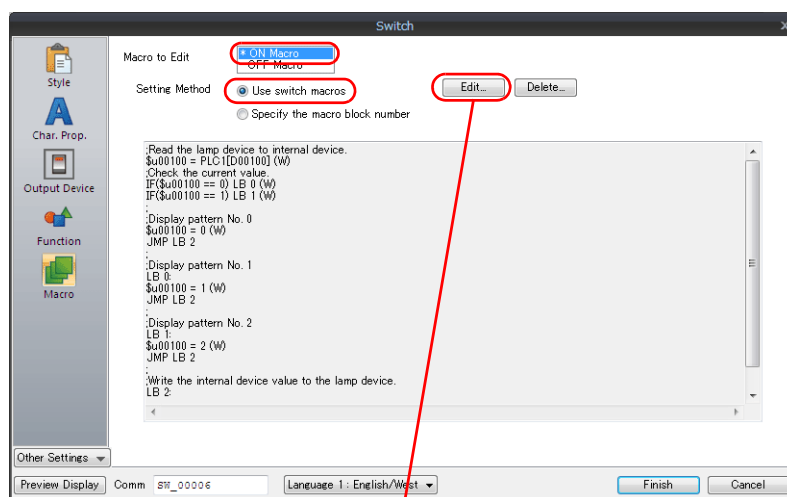 Switch
Macro to Edit
* ON Macro
OFF Macro
Style
Setting Method
Use switch macros
Edit...
Delete...
Specify the macro block number
Char. Prop.
Output Device
Function
Macro
;Read the lamp device to internal device.
$u00100 = PLC1[D00100] (W)
;Check the current value.
IF($u00100 == 0) LB 0 (W)
IF($u00100 == 1) LB 1 (W)
;
;Display pattern No. 0
$u00100 = 0 (W)
JMP LB 2
;
;Display pattern No. 1
LB 0:
$u00100 = 1 (W)
JMP LB 2
;
;Display pattern No. 2
LB 1:
$u00100 = 2 (W)
JMP LB 2
;
;Write the internal device value to the lamp device.
LB 2:
Other Settings
Preview Display
Comm
SW_00006
Language 1 : English/West
Finish
Cancel